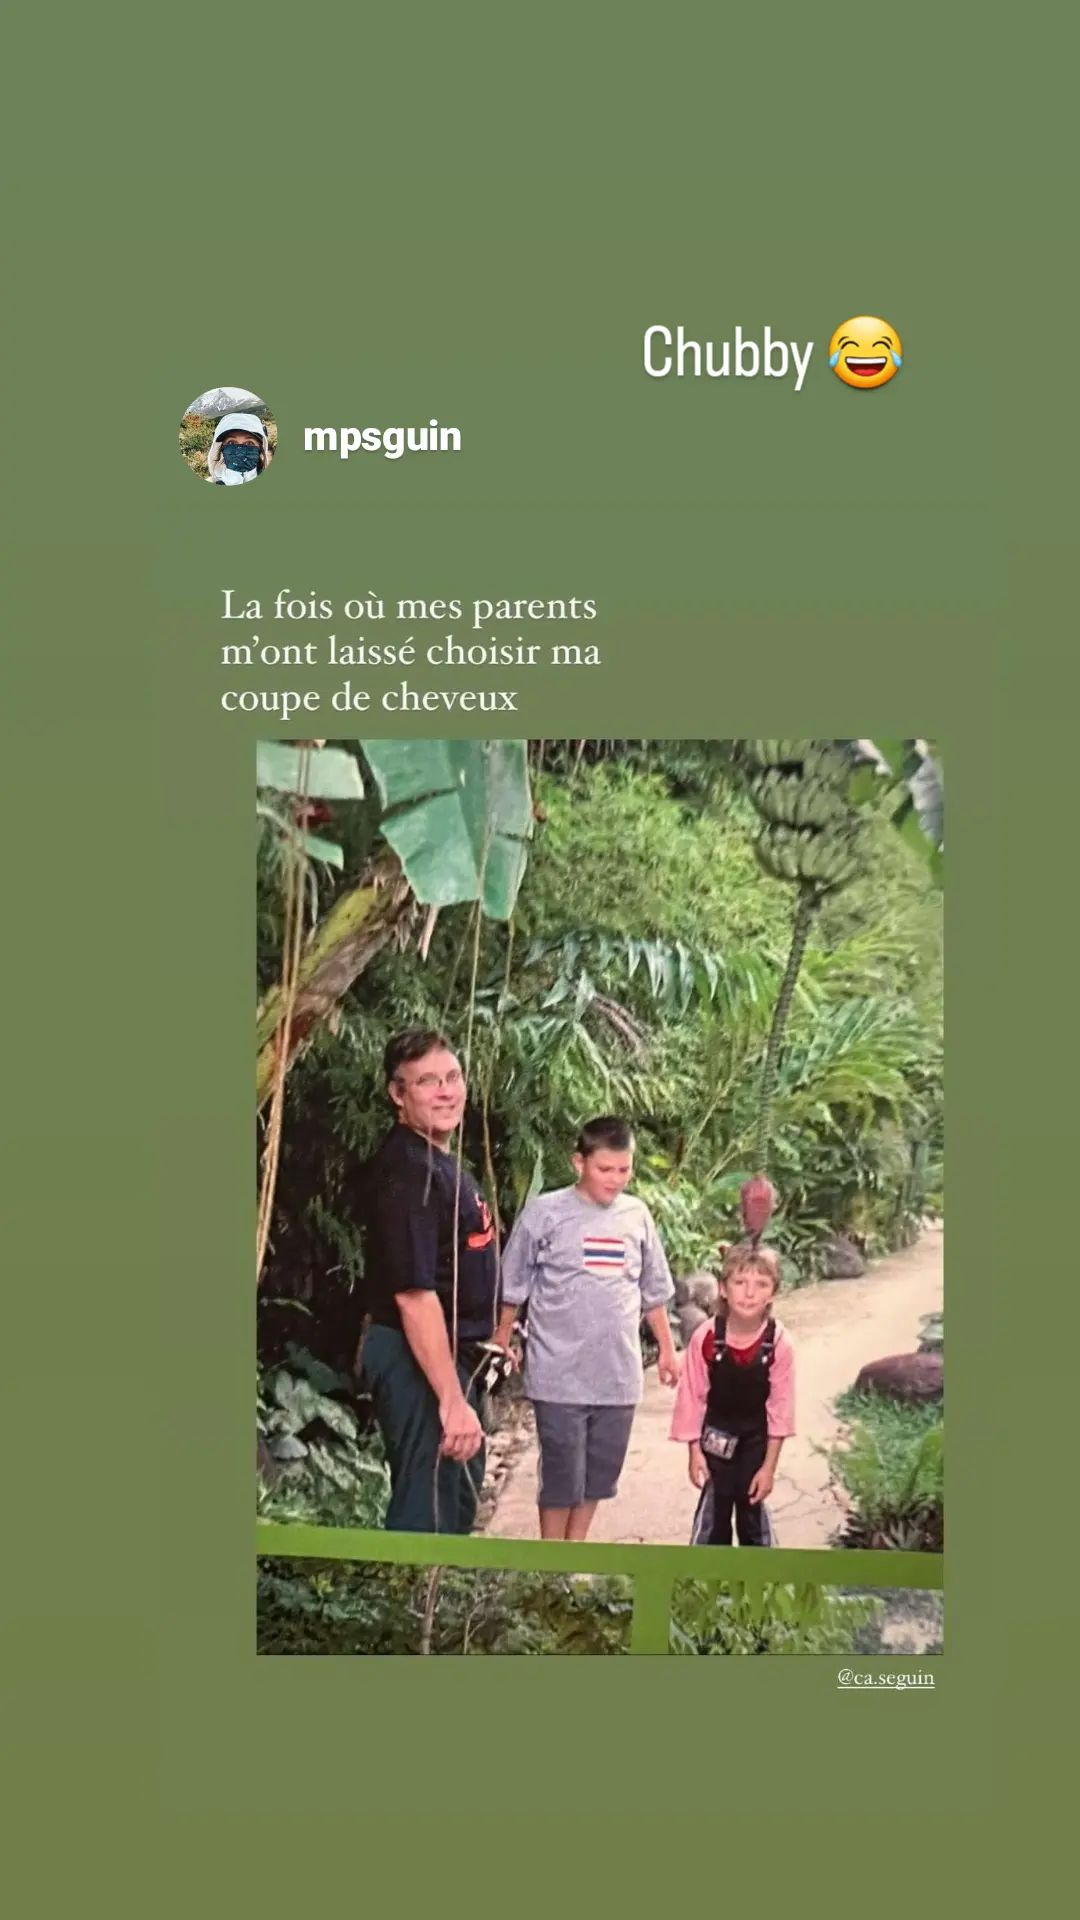 Chubby 😂
mpsguin
La fois où mes parents
m'ont laissé choisir ma
coupe de cheveux
@ca.seguin